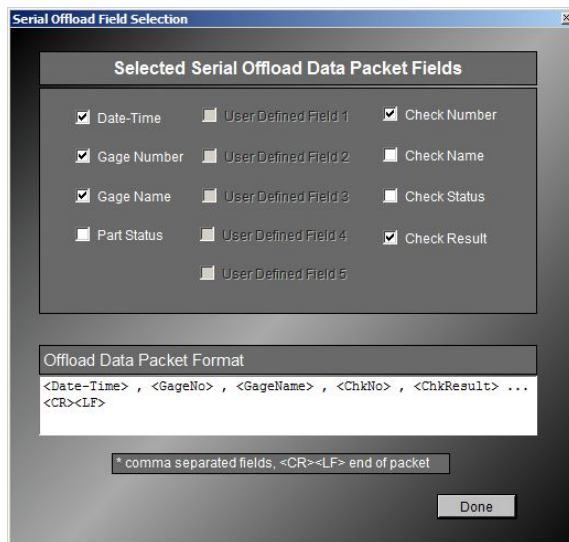 Serial Offload Field Selection
Selected Serial Offload Data Packet Fields
Date-Time
Gage Number
Gage Name
Part Status
User Defined Field 1
User Defined Field 2
User Defined Field 3
User Defined Field 4
User Defined Field 5
Check Number
Check Name
Check Status
Check Result
Offload Data Packet Format
<Date-Time> , <GageNo> , <GageName> , <ChkNo> , <ChkResult> ...
<CR><LF>
* comma separated fields, <CR><LF> end of packet
Done